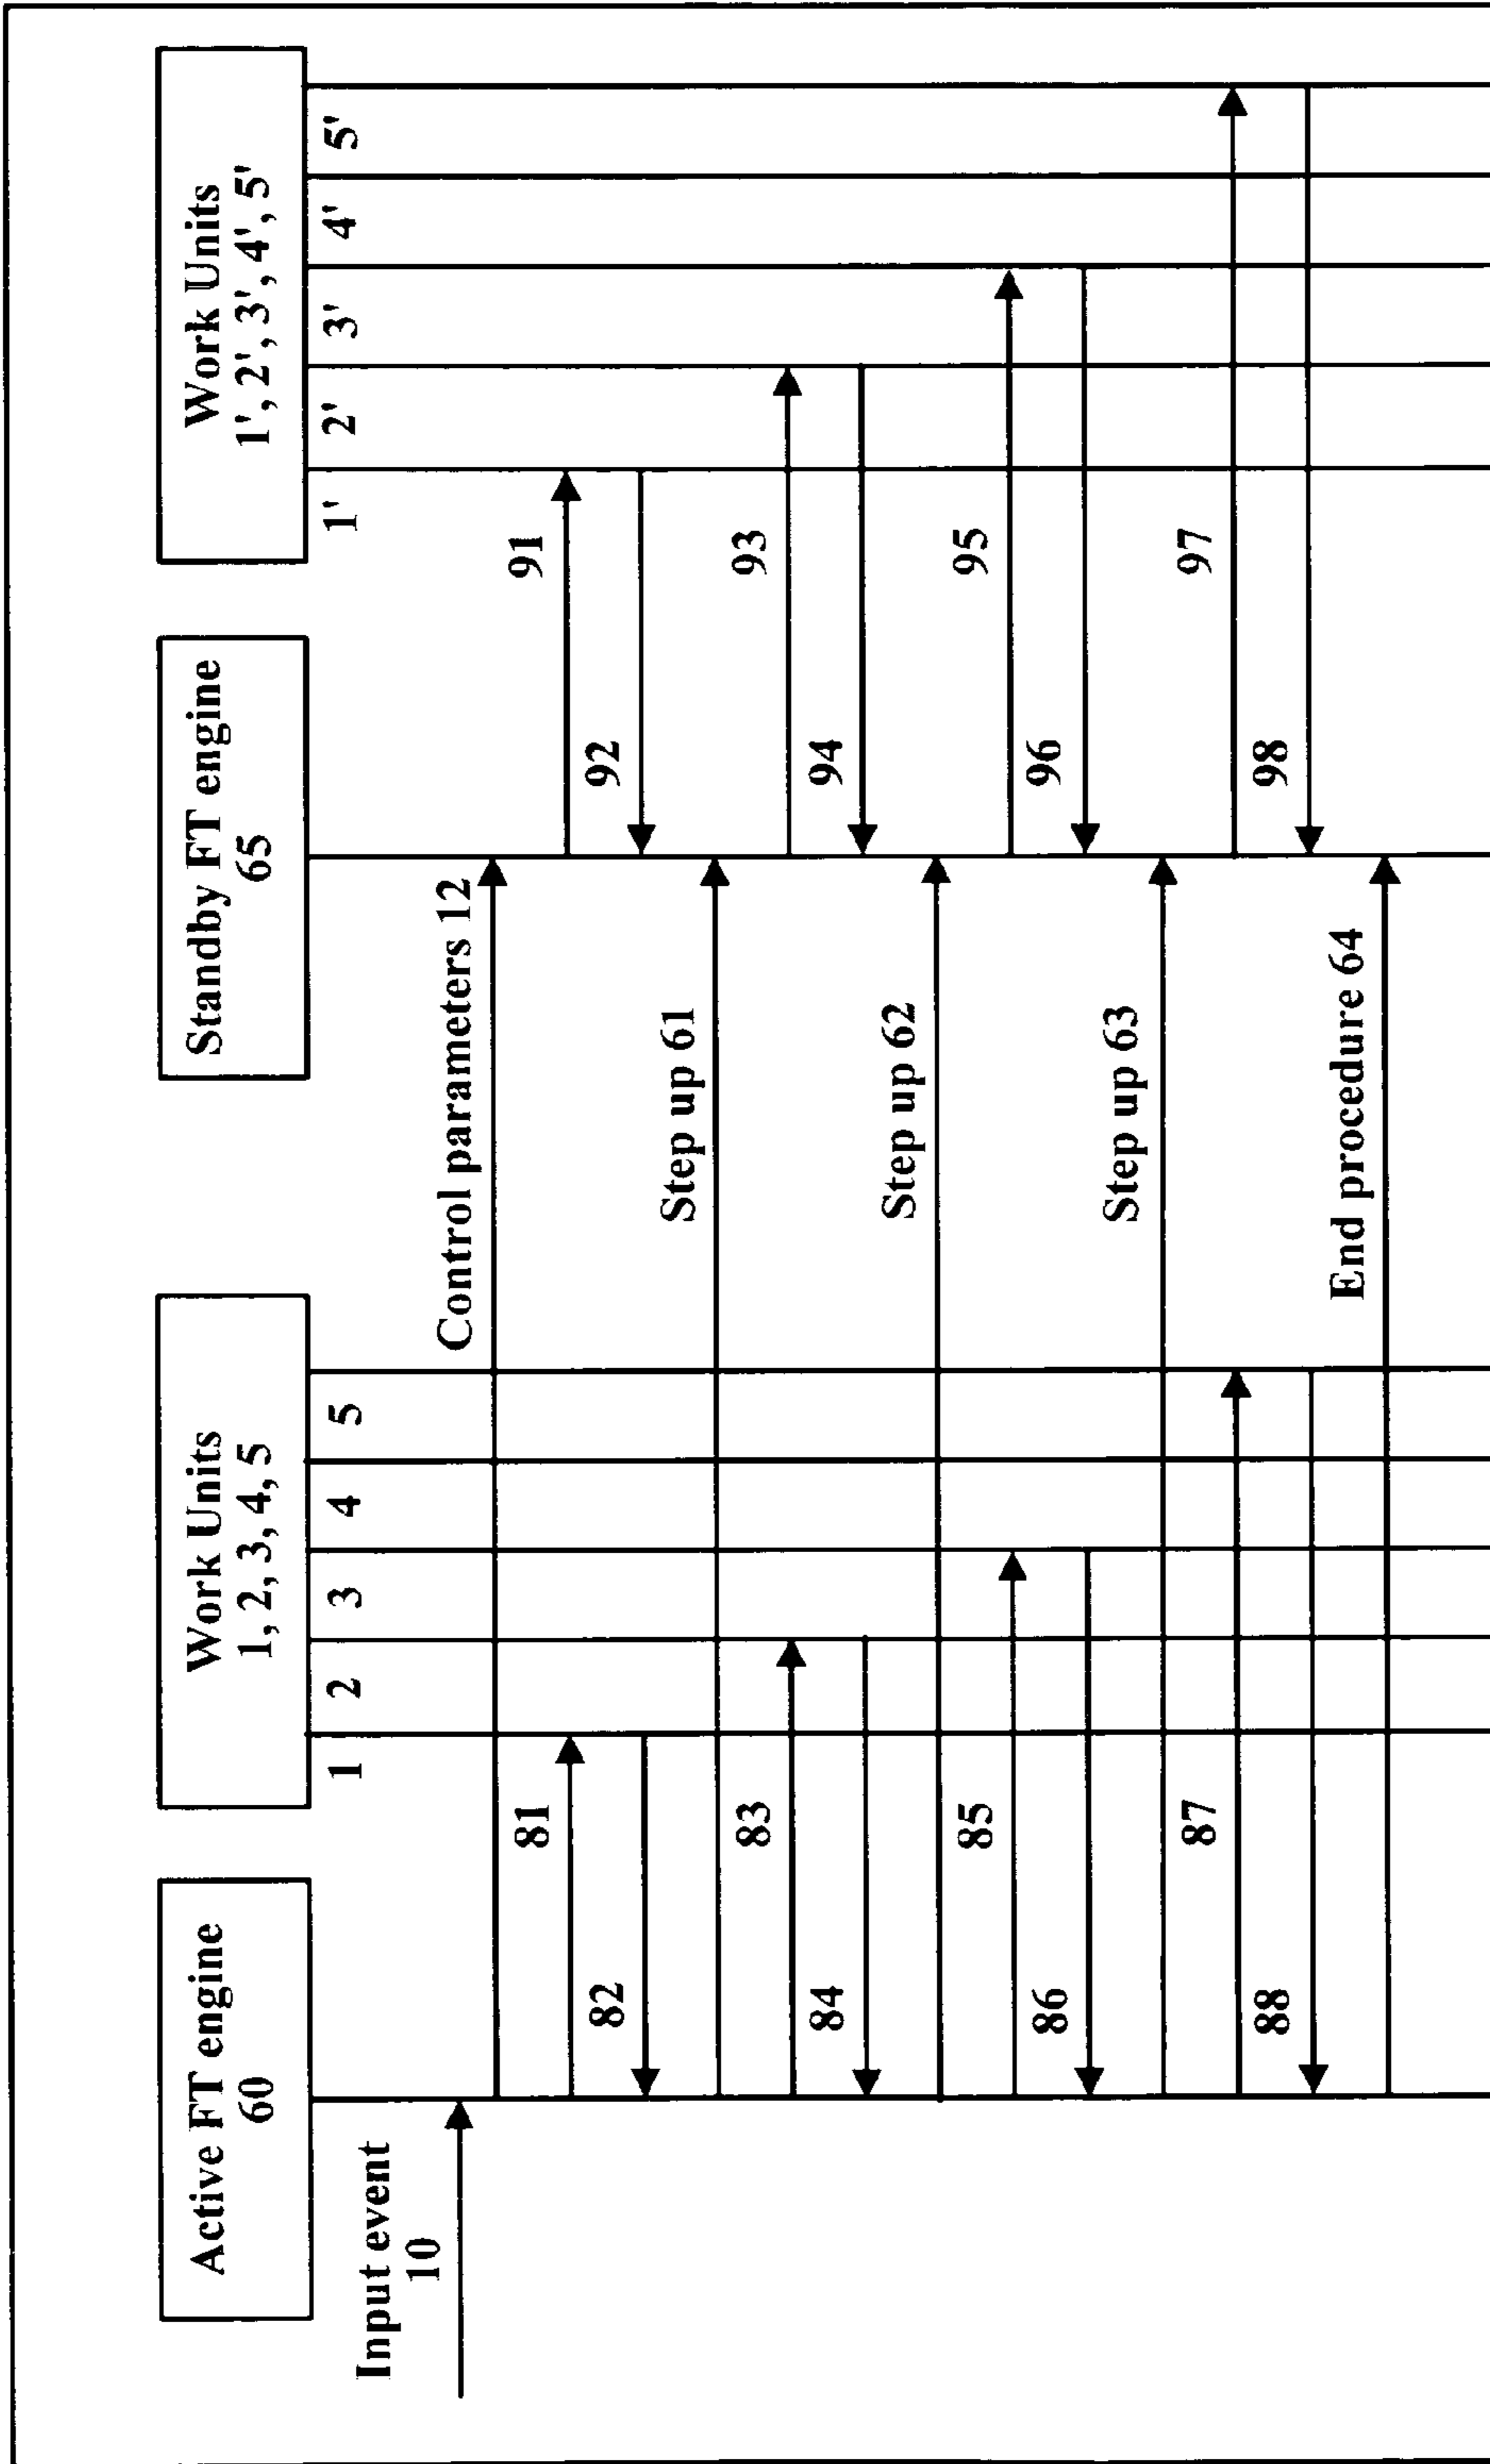 Active FT engine
60
Work Units
1, 2, 3, 4, 5
Standby FT engine
65
Work Units
1', 2', 3', 4', 5'
1 2 3 4 5
1' 2' 3' 4' 5'
Input event
10
Control parameters 12
81
91
82
92
Step up 61
83
93
84
94
Step up 62
85
95
86
96
Step up 63
87
97
88
98
End procedure 64